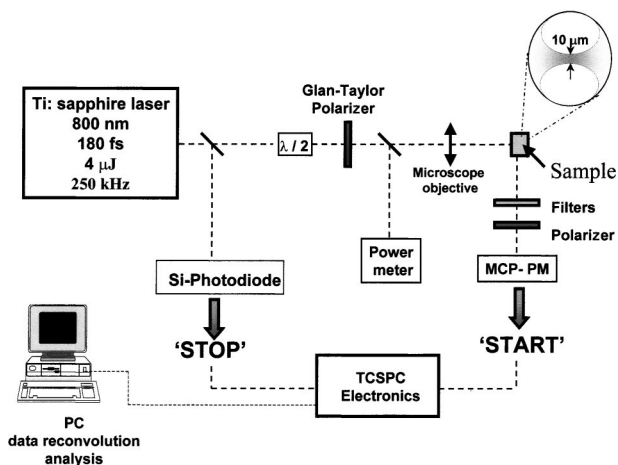 10 μm
Ti: sapphire laser
800 nm
180 fs
4 μJ
250 kHz
Glan-Taylor
Polarizer
λ / 2
Microscope
objective
Sample
Filters
Polarizer
Power
meter
MCP- PM
Si-Photodiode
'STOP'
'START'
TCSPC
Electronics
PC
data reconvolution
analysis